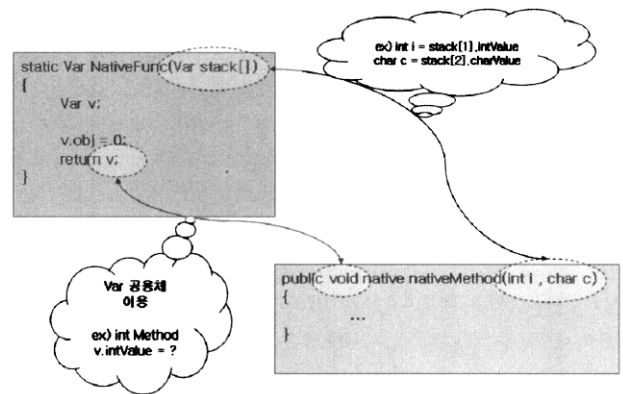 static Var NativeFunc(Var stack[])
{
Var v;
v.obj = 0;
return v;
}
ex) int i = stack[1].intValue
char c = stack[2].charValue
Var 공용체
이용
ex) int Method
v.intValue = ?
public void native nativeMethod(int i , char c)
{
...
}